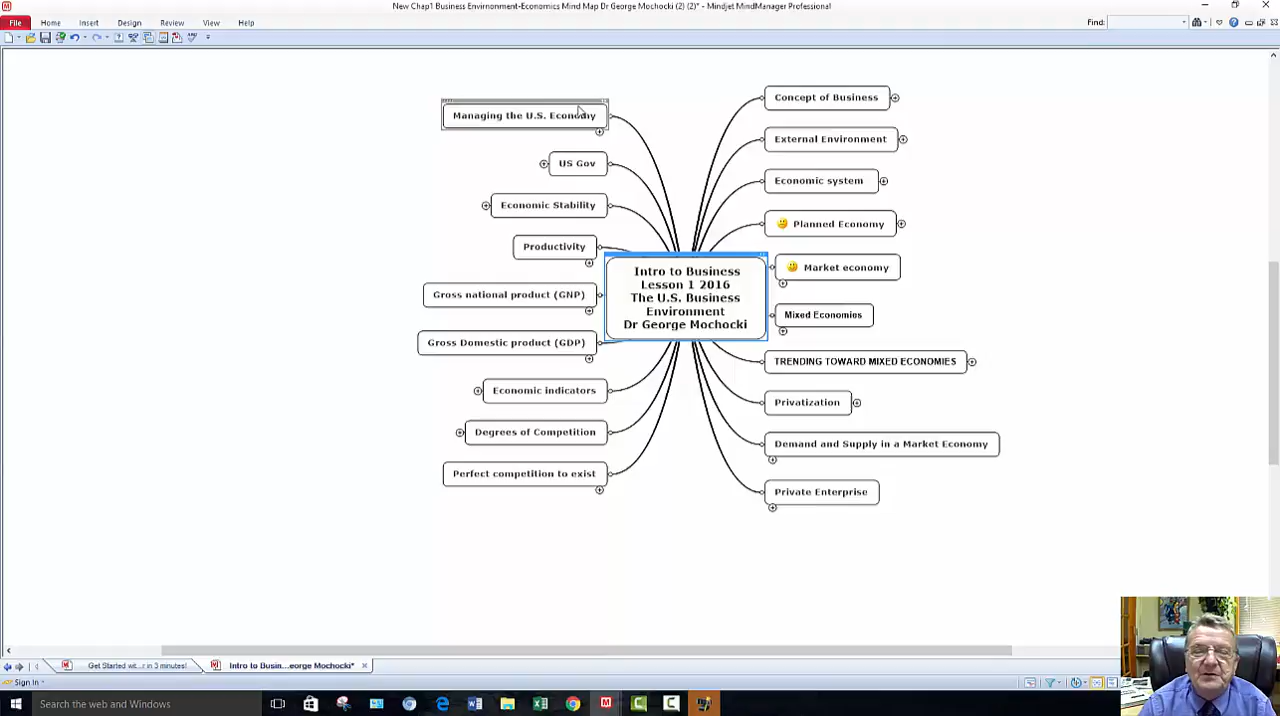 New Chap1 Business Envirronment-Economics Mind Map Dr George Mochocki (2) (2)* - Mindjet MindManager Professional
File Home Insert Design Review View Help
Find:
Managing the U.S. Economy
US Gov
Economic Stability
Productivity
Gross national product (GNP)
Gross Domestic product (GDP)
Economic indicators
Degrees of Competition
Perfect competition to exist
Intro to Business
Lesson 1 2016
The U.S. Business
Environment
Dr George Mochocki
Concept of Business
External Environment
Economic system
Planned Economy
Market economy
Mixed Economies
TRENDING TOWARD MIXED ECONOMIES
Privatization
Demand and Supply in a Market Economy
Private Enterprise
Get Started wit...r in 3 minutes!
Intro to Busin...eorge Mochocki*
Sign In
Search the web and Windows